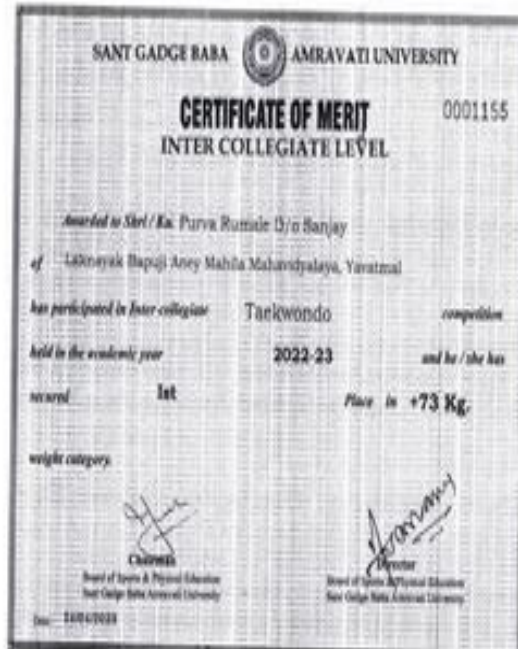 SANT GADGE BABA AMRAVATI UNIVERSITY
CERTIFICATE OF MERIT 0001155
INTER COLLEGIATE LEVEL
Awarded to Shri / Ku. Purva Rumale D/o Sanjay
of Loknayak Bapuji Aney Mahila Mahavidyalaya, Yavatmal
has participated in Inter-collegiate Taekwondo competition
held in the academic year 2022-23 and he / she has
secured Ist Place in +73 Kg.
weight category.
Chairman Director
Board of Sports & Physical Education Board of Sports & Physical Education
Sant Gadge Baba Amravati University Sant Gadge Baba Amravati University
Date